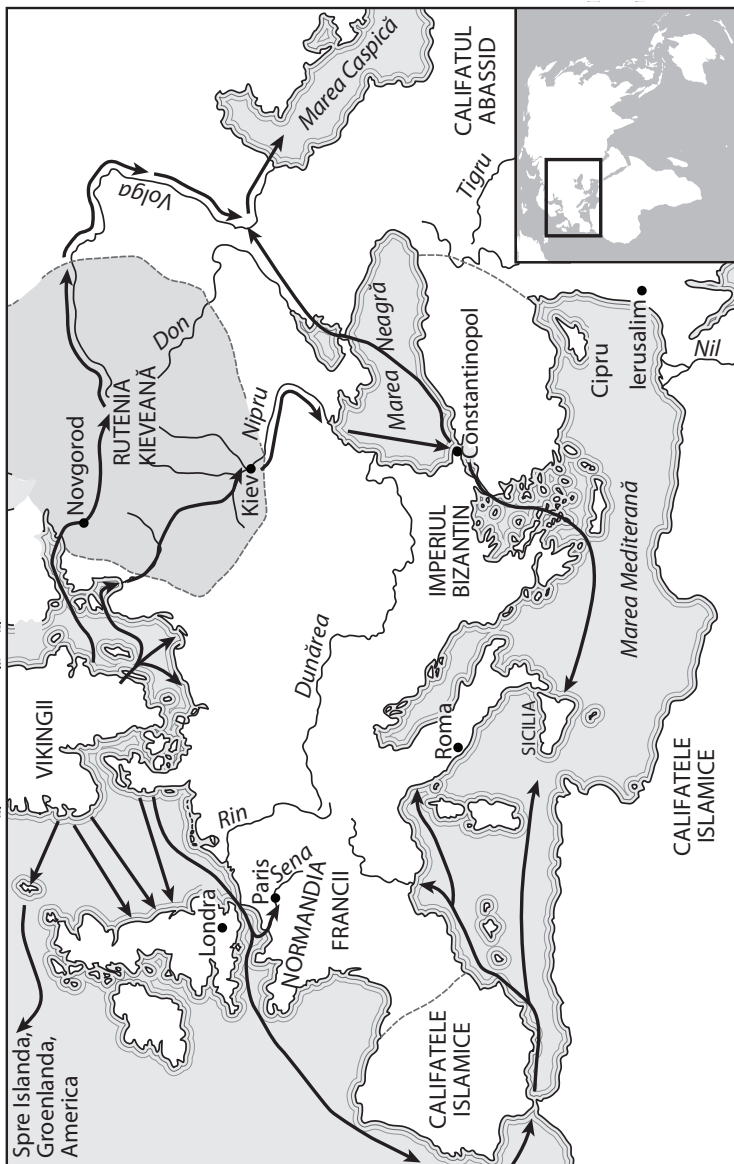 Spre Islanda,
Groenlanda,
America
VIKINGII
Novgorod
RUTENIA
KIEVEANĂ
Volga
Don
Nipru
Kiev
Marea Caspică
CALIFATUL
ABASSID
Tigru
Londra
Rin
Paris
Sena
NORMANDIA
FRANCII
Dunărea
Marea
Neagră
Constantinopol
IMPERIUL
BIZANTIN
Roma
SICILIA
Cipru
Ierusalim
Nil
Marea Mediterană
CALIFATELE
ISLAMICE
CALIFATELE
ISLAMICE